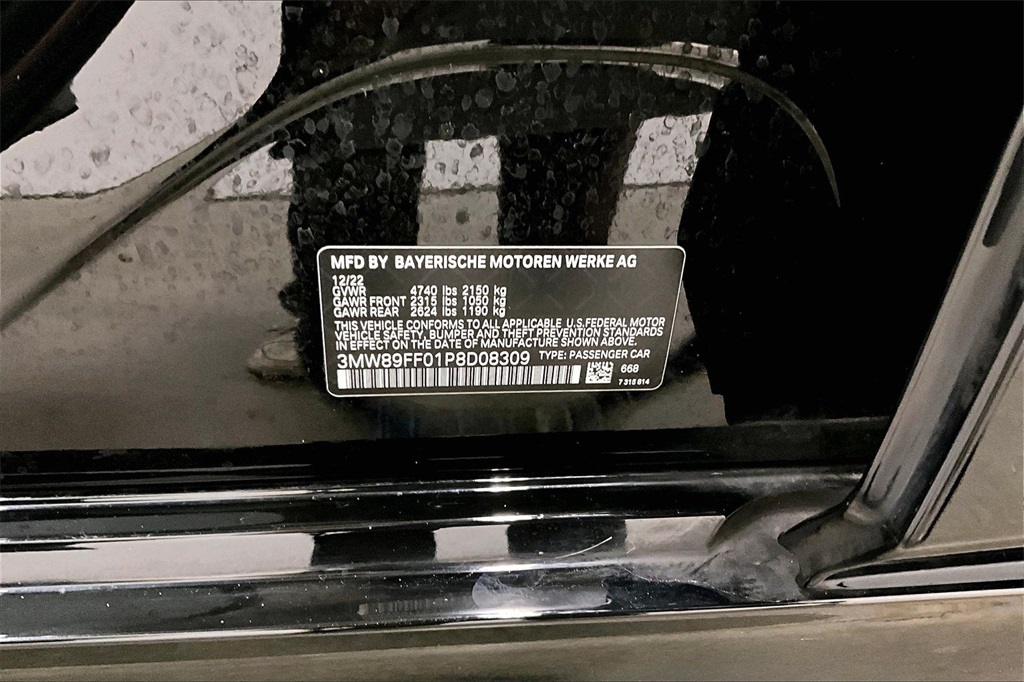 MFD BY BAYERISCHE MOTOREN WERKE AG
12/22
GVWR 4740 lbs 2150 kg
GAWR FRONT 2315 lbs 1050 kg
GAWR REAR 2624 lbs 1190 kg
THIS VEHICLE CONFORMS TO ALL APPLICABLE U.S.FEDERAL MOTOR
VEHICLE SAFETY, BUMPER AND THEFT PREVENTION STANDARDS
IN EFFECT ON THE DATE OF MANUFACTURE SHOWN ABOVE.
3MW89FF01P8D08309 TYPE: PASSENGER CAR
668
7 315 814